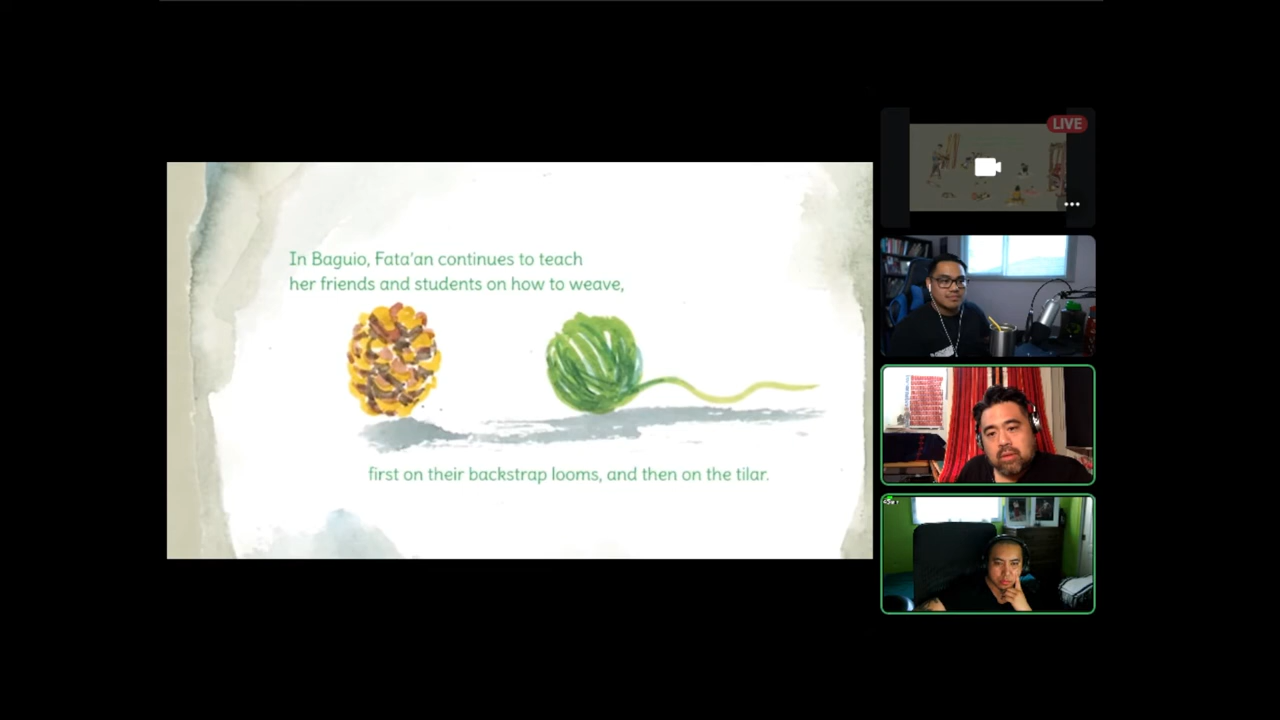 In Baguio, Fata'an continues to teach
her friends and students on how to weave,
first on their backstrap looms, and then on the tilar.
LIVE